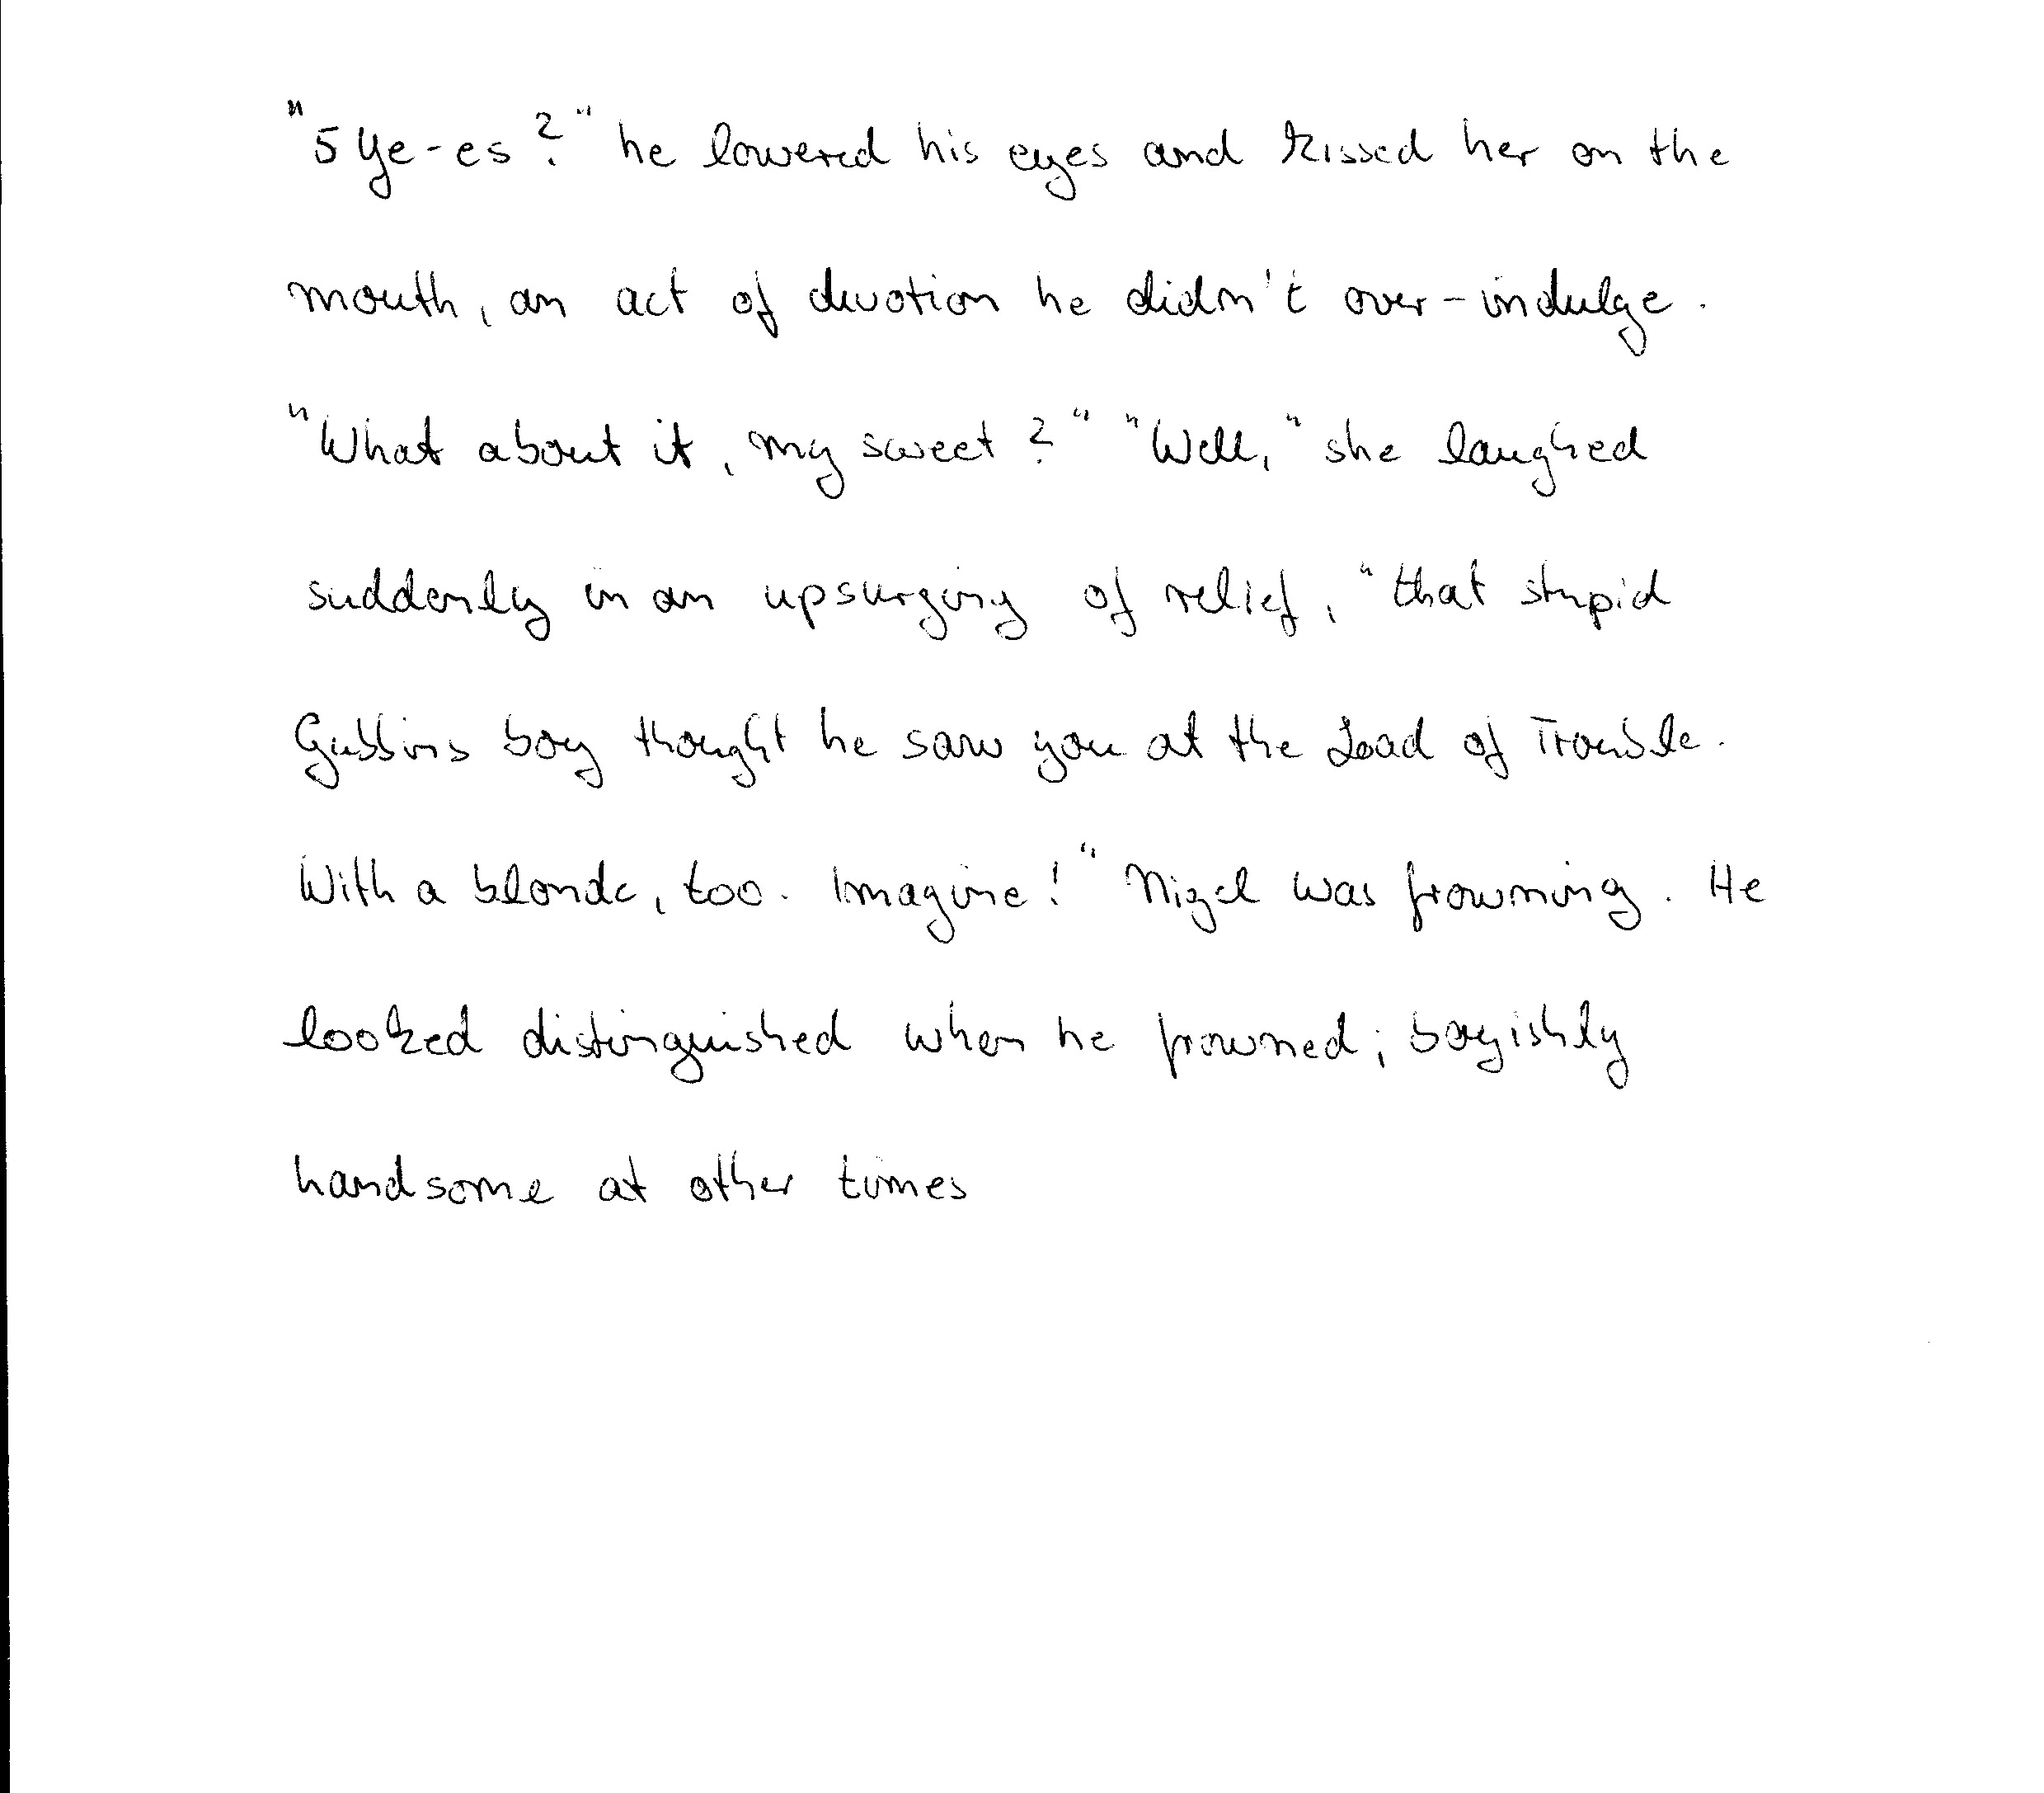 "5Ye-es?" he lowered his eyes and kissed her on the
mouth, an act of devotion he didn't over-indulge.
"What about it, my sweet?" "Well," she laughed
suddenly in an upsurging of relief, "that stupid
Gubbins boy thought he saw you at the Load of Trouble.
With a blonde, too. Imagine!" Nigel was frowning. He
looked distinguished when he frowned; boyishly
handsome at other times